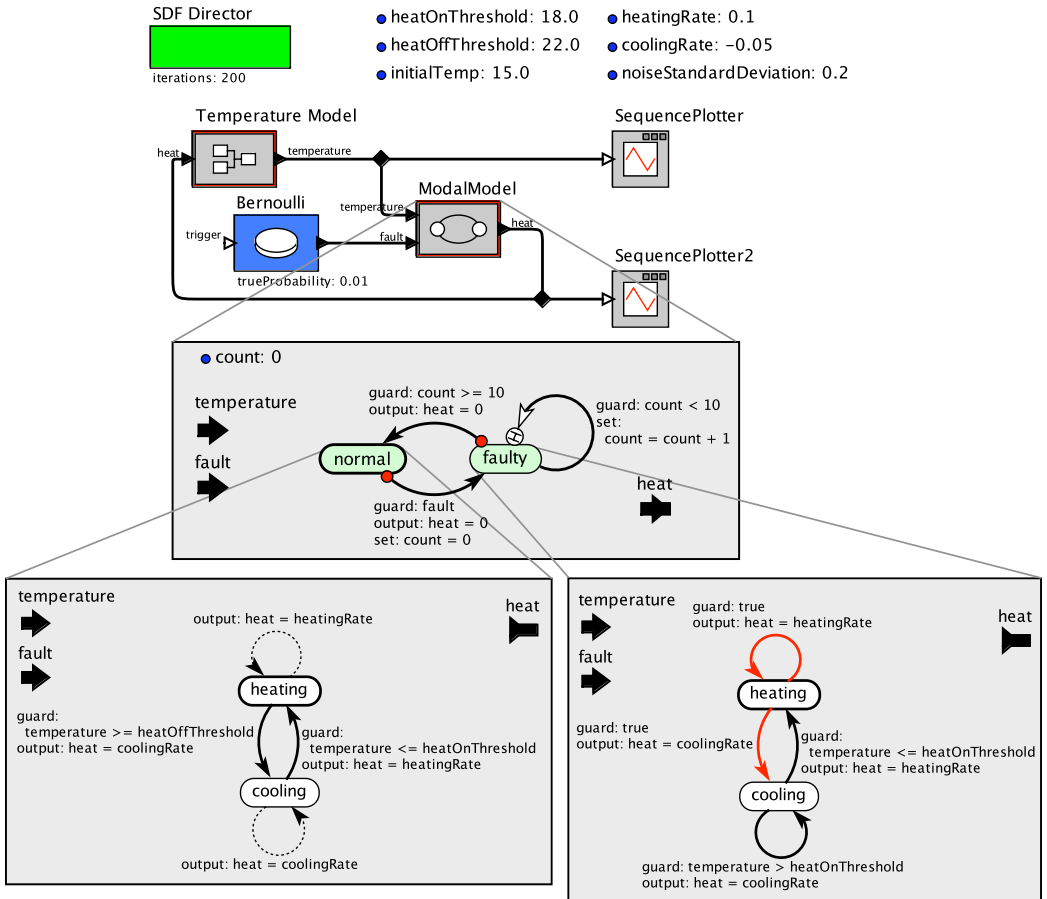 SDF Director
iterations: 200
heatOnThreshold: 18.0
heatOffThreshold: 22.0
initialTemp: 15.0
heatingRate: 0.1
coolingRate: -0.05
noiseStandardDeviation: 0.2
Temperature Model
heat
temperature
SequencePlotter
ModalModel
temperature
heat
fault
Bernoulli
trigger
trueProbability: 0.01
SequencePlotter2
count: 0
temperature
fault
guard: count >= 10
output: heat = 0
guard: count < 10
set:
count = count + 1
H
normal
faulty
heat
guard: fault
output: heat = 0
set: count = 0
temperature
fault
heat
output: heat = heatingRate
heating
guard:
temperature >= heatOffThreshold
output: heat = coolingRate
guard:
temperature <= heatOnThreshold
output: heat = heatingRate
cooling
output: heat = coolingRate
temperature
fault
heat
guard: true
output: heat = heatingRate
heating
guard: true
output: heat = coolingRate
guard:
temperature <= heatOnThreshold
output: heat = heatingRate
cooling
guard: temperature > heatOnThreshold
output: heat = coolingRate